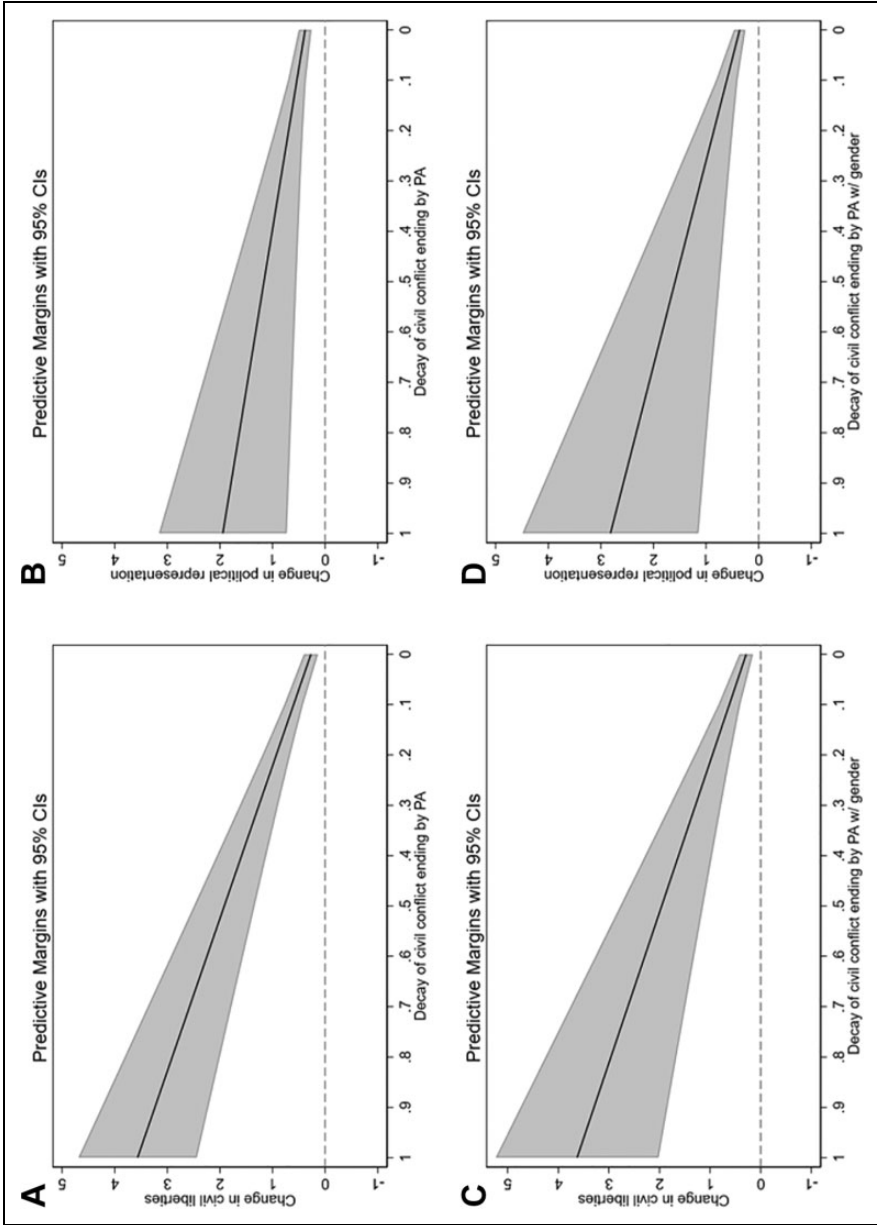 A
Predictive Margins with 95% CIs
Change in civil liberties
5
4
3
2
1
0
-1
1 .9 .8 .7 .6 .5 .4 .3 .2 .1 0
Decay of civil conflict ending by PA
B
Predictive Margins with 95% CIs
Change in political representation
5
4
3
2
1
0
-1
1 .9 .8 .7 .6 .5 .4 .3 .2 .1 0
Decay of civil conflict ending by PA
C
Predictive Margins with 95% CIs
Change in civil liberties
5
4
3
2
1
0
-1
1 .9 .8 .7 .6 .5 .4 .3 .2 .1 0
Decay of civil conflict ending by PA w/ gender
D
Predictive Margins with 95% CIs
Change in political representation
5
4
3
2
1
0
-1
1 .9 .8 .7 .6 .5 .4 .3 .2 .1 0
Decay of civil conflict ending by PA w/ gender